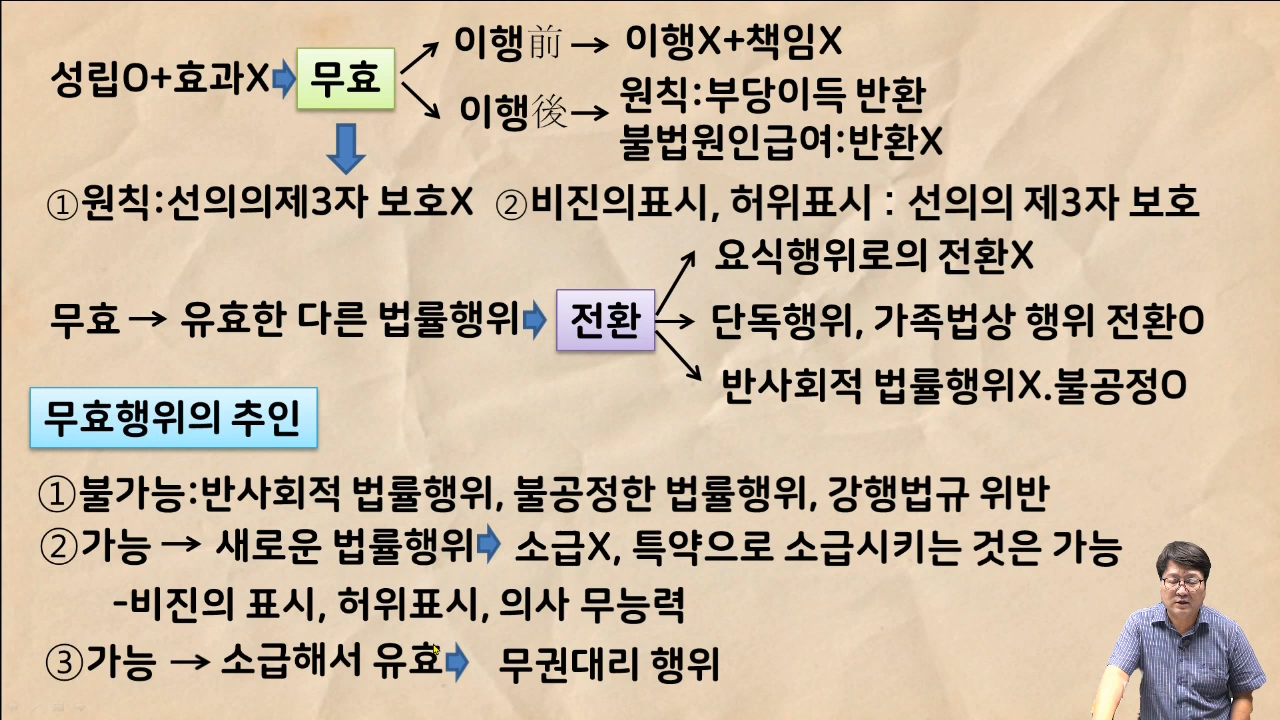 성립O+효과X 무효
이행前 → 이행X+책임X
이행後 → 원칙:부당이득 반환
불법원인급여:반환X
①원칙:선의의제3자 보호X ②비진의표시, 허위표시 : 선의의 제3자 보호
무효 → 유효한 다른 법률행위 전환
요식행위로의 전환X
단독행위, 가족법상 행위 전환O
반사회적 법률행위X.불공정O
무효행위의 추인
①불가능:반사회적 법률행위, 불공정한 법률행위, 강행법규 위반
②가능 → 새로운 법률행위 소급X, 특약으로 소급시키는 것은 가능
-비진의 표시, 허위표시, 의사 무능력
③가능 → 소급해서 유효 무권대리 행위